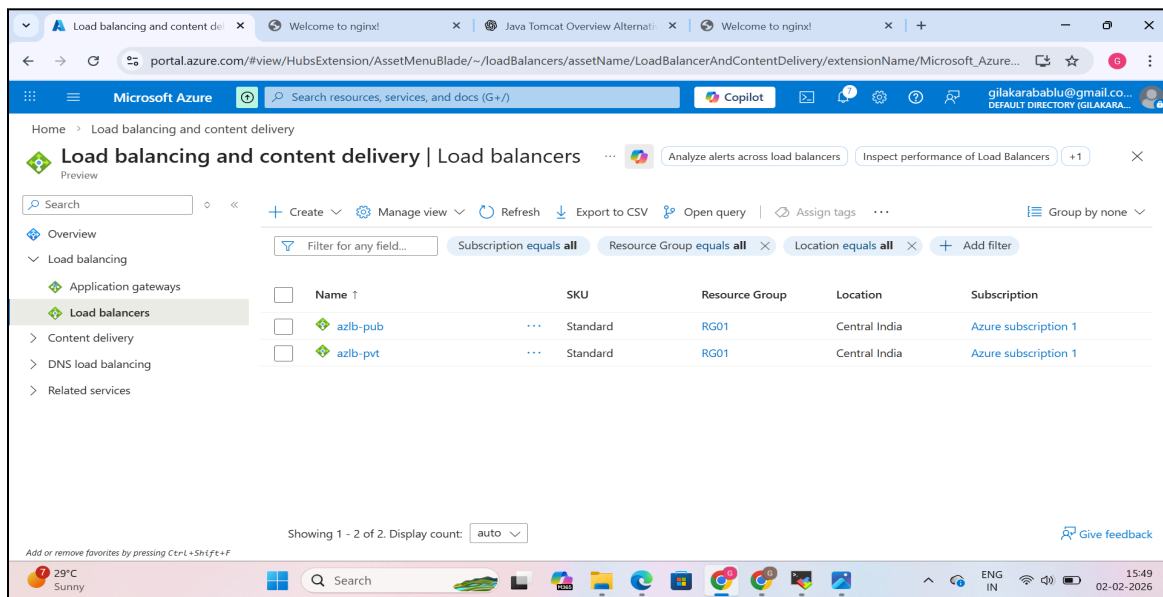 Load balancing and content del
Welcome to nginx!
Java Tomcat Overview Alternati
Welcome to nginx!
portal.azure.com/#view/HubsExtension/AssetMenuBlade/~/loadBalancers/assetName/LoadBalancerAndContentDelivery/extensionName/Microsoft_Azure...
G
Microsoft Azure
Search resources, services, and docs (G+/)
Copilot
7
gilakarabablu@gmail.co...
DEFAULT DIRECTORY (GILAKARA...
Home > Load balancing and content delivery
Load balancing and content delivery | Load balancers ...
Analyze alerts across load balancers
Inspect performance of Load Balancers
+1
Preview
Search
+ Create
Manage view
Refresh
Export to CSV
Open query
Assign tags
...
Group by none
Overview
Load balancing
Application gateways
Load balancers
Content delivery
DNS load balancing
Related services
Filter for any field...
Subscription equals all
Resource Group equals all
Location equals all
+ Add filter
Name ↑ SKU Resource Group Location Subscription
azlb-pub ... Standard RG01 Central India Azure subscription 1
azlb-pvt ... Standard RG01 Central India Azure subscription 1
Showing 1 - 2 of 2. Display count: auto
Give feedback
Add or remove favorites by pressing Ctrl+Shift+F
7
29°C
Sunny
Search
M365
G
G
ENG
IN
15:49
02-02-2026